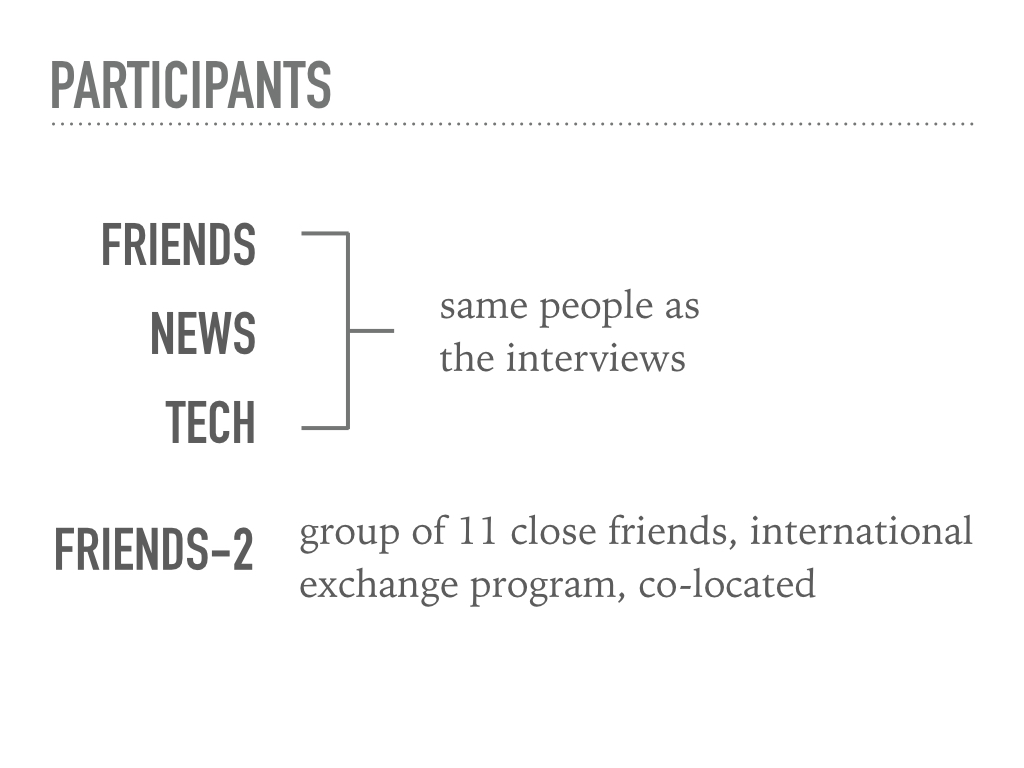 PARTICIPANTS
FRIENDS
NEWS
TECH
same people as
the interviews
FRIENDS-2
group of 11 close friends, international
exchange program, co-located